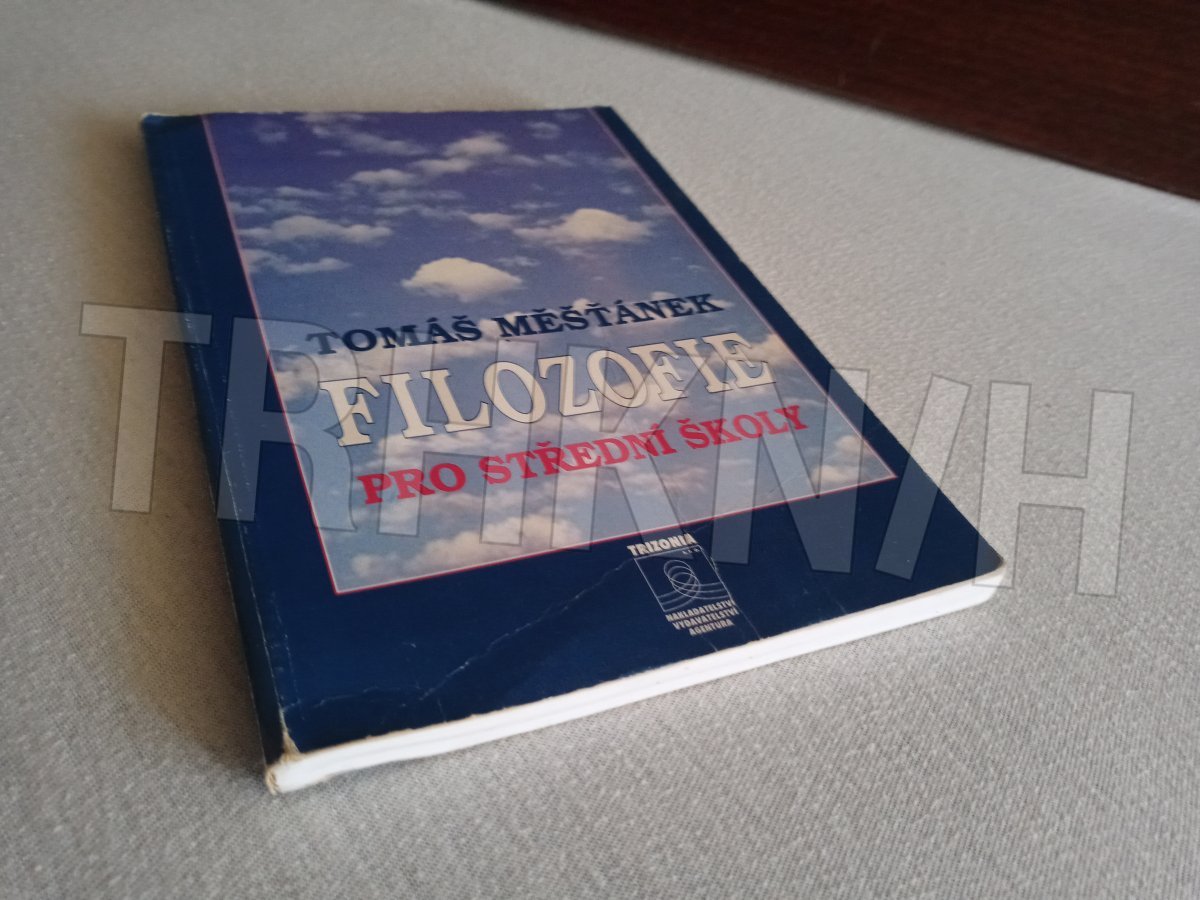 TOMÁŠ MĚŠŤÁNEK
FILOZOFIE
PRO STŘEDNÍ ŠKOLY
TRIZONIA
s.r.o.
NAKLADATELSTVÍ
VYDAVATELSTVÍ
AGENTURA
TRHKNIH